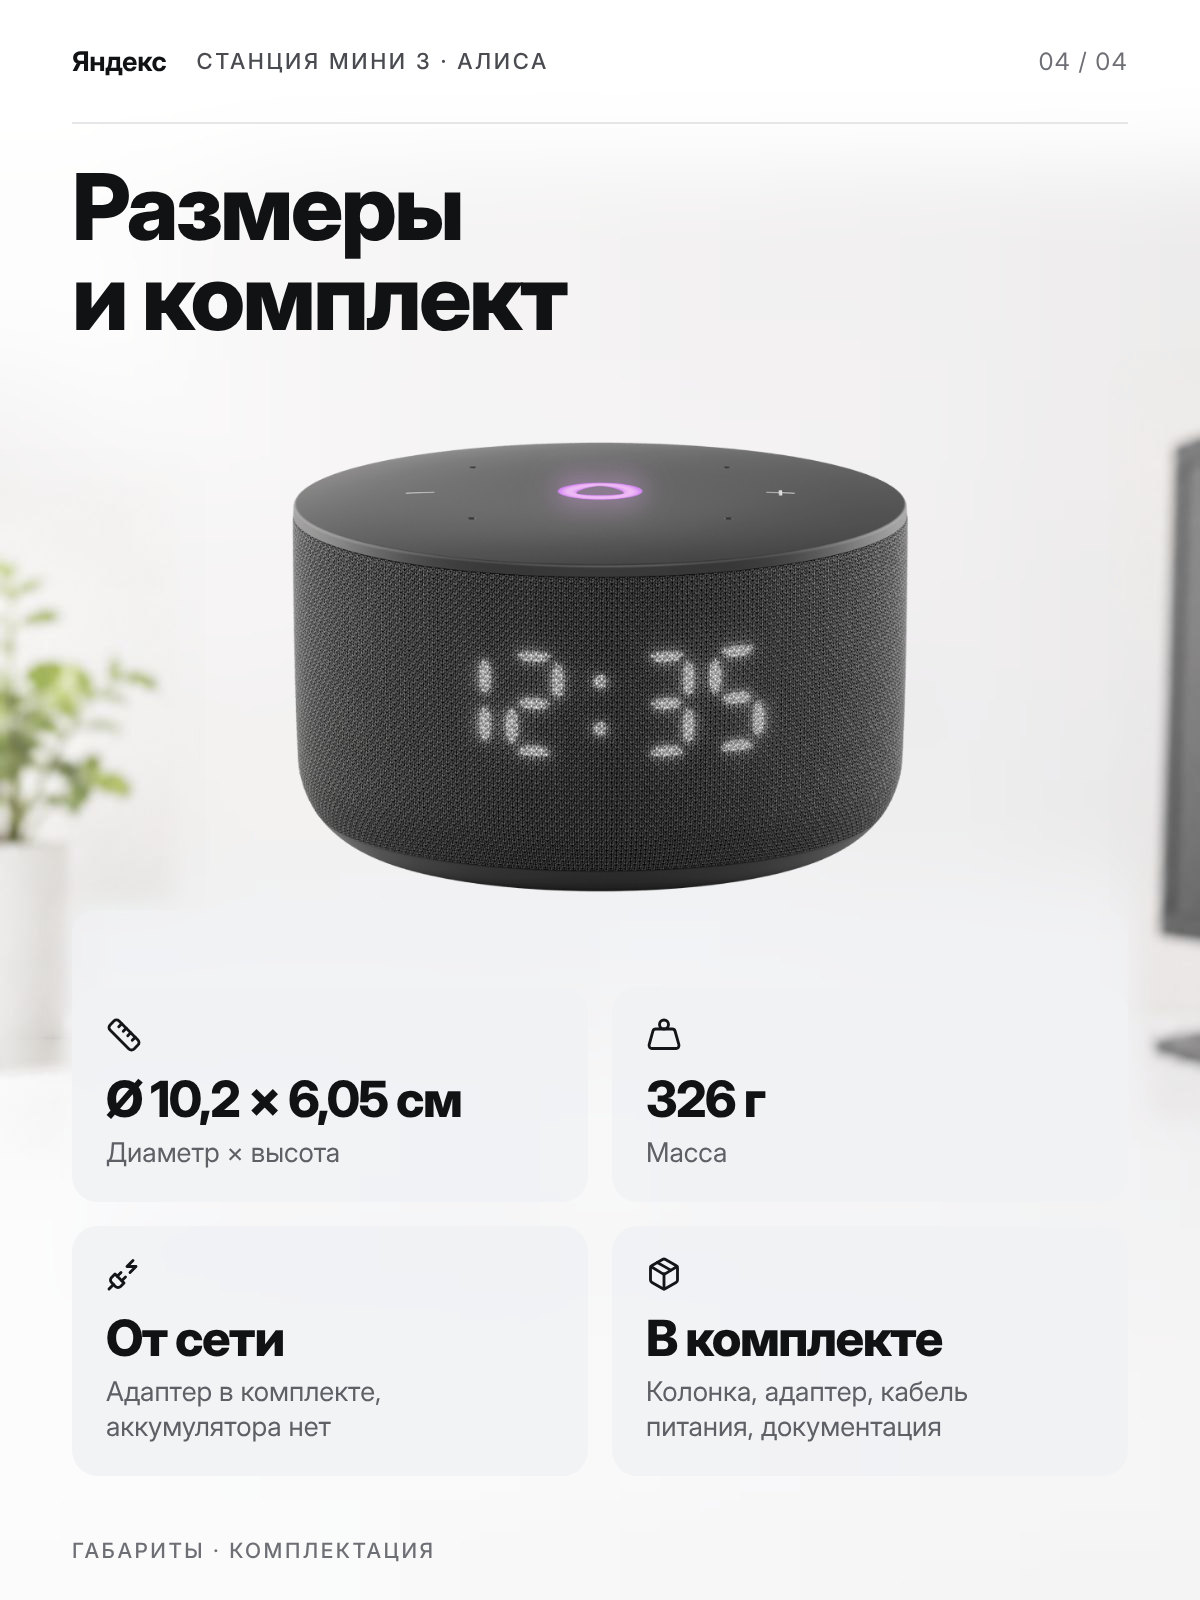 Яндекс СТАНЦИЯ МИНИ 3 · АЛИСА 04 / 04
Размеры
и комплект
12:35
Ø 10,2 × 6,05 см
Диаметр × высота
326 г
Масса
От сети
Адаптер в комплекте,
аккумулятора нет
В комплекте
Колонка, адаптер, кабель
питания, документация
ГАБАРИТЫ · КОМПЛЕКТАЦИЯ